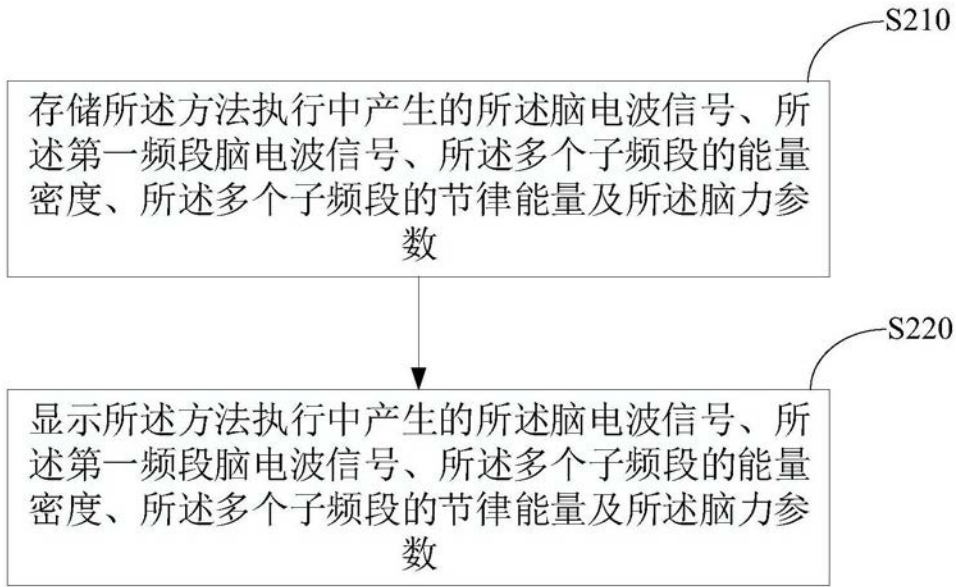 S210
存储所述方法执行中产生的所述脑电波信号、所
述第一频段脑电波信号、所述多个子频段的能量
密度、所述多个子频段的节律能量及所述脑力参
数
S220
显示所述方法执行中产生的所述脑电波信号、所
述第一频段脑电波信号、所述多个子频段的能量
密度、所述多个子频段的节律能量及所述脑力参
数